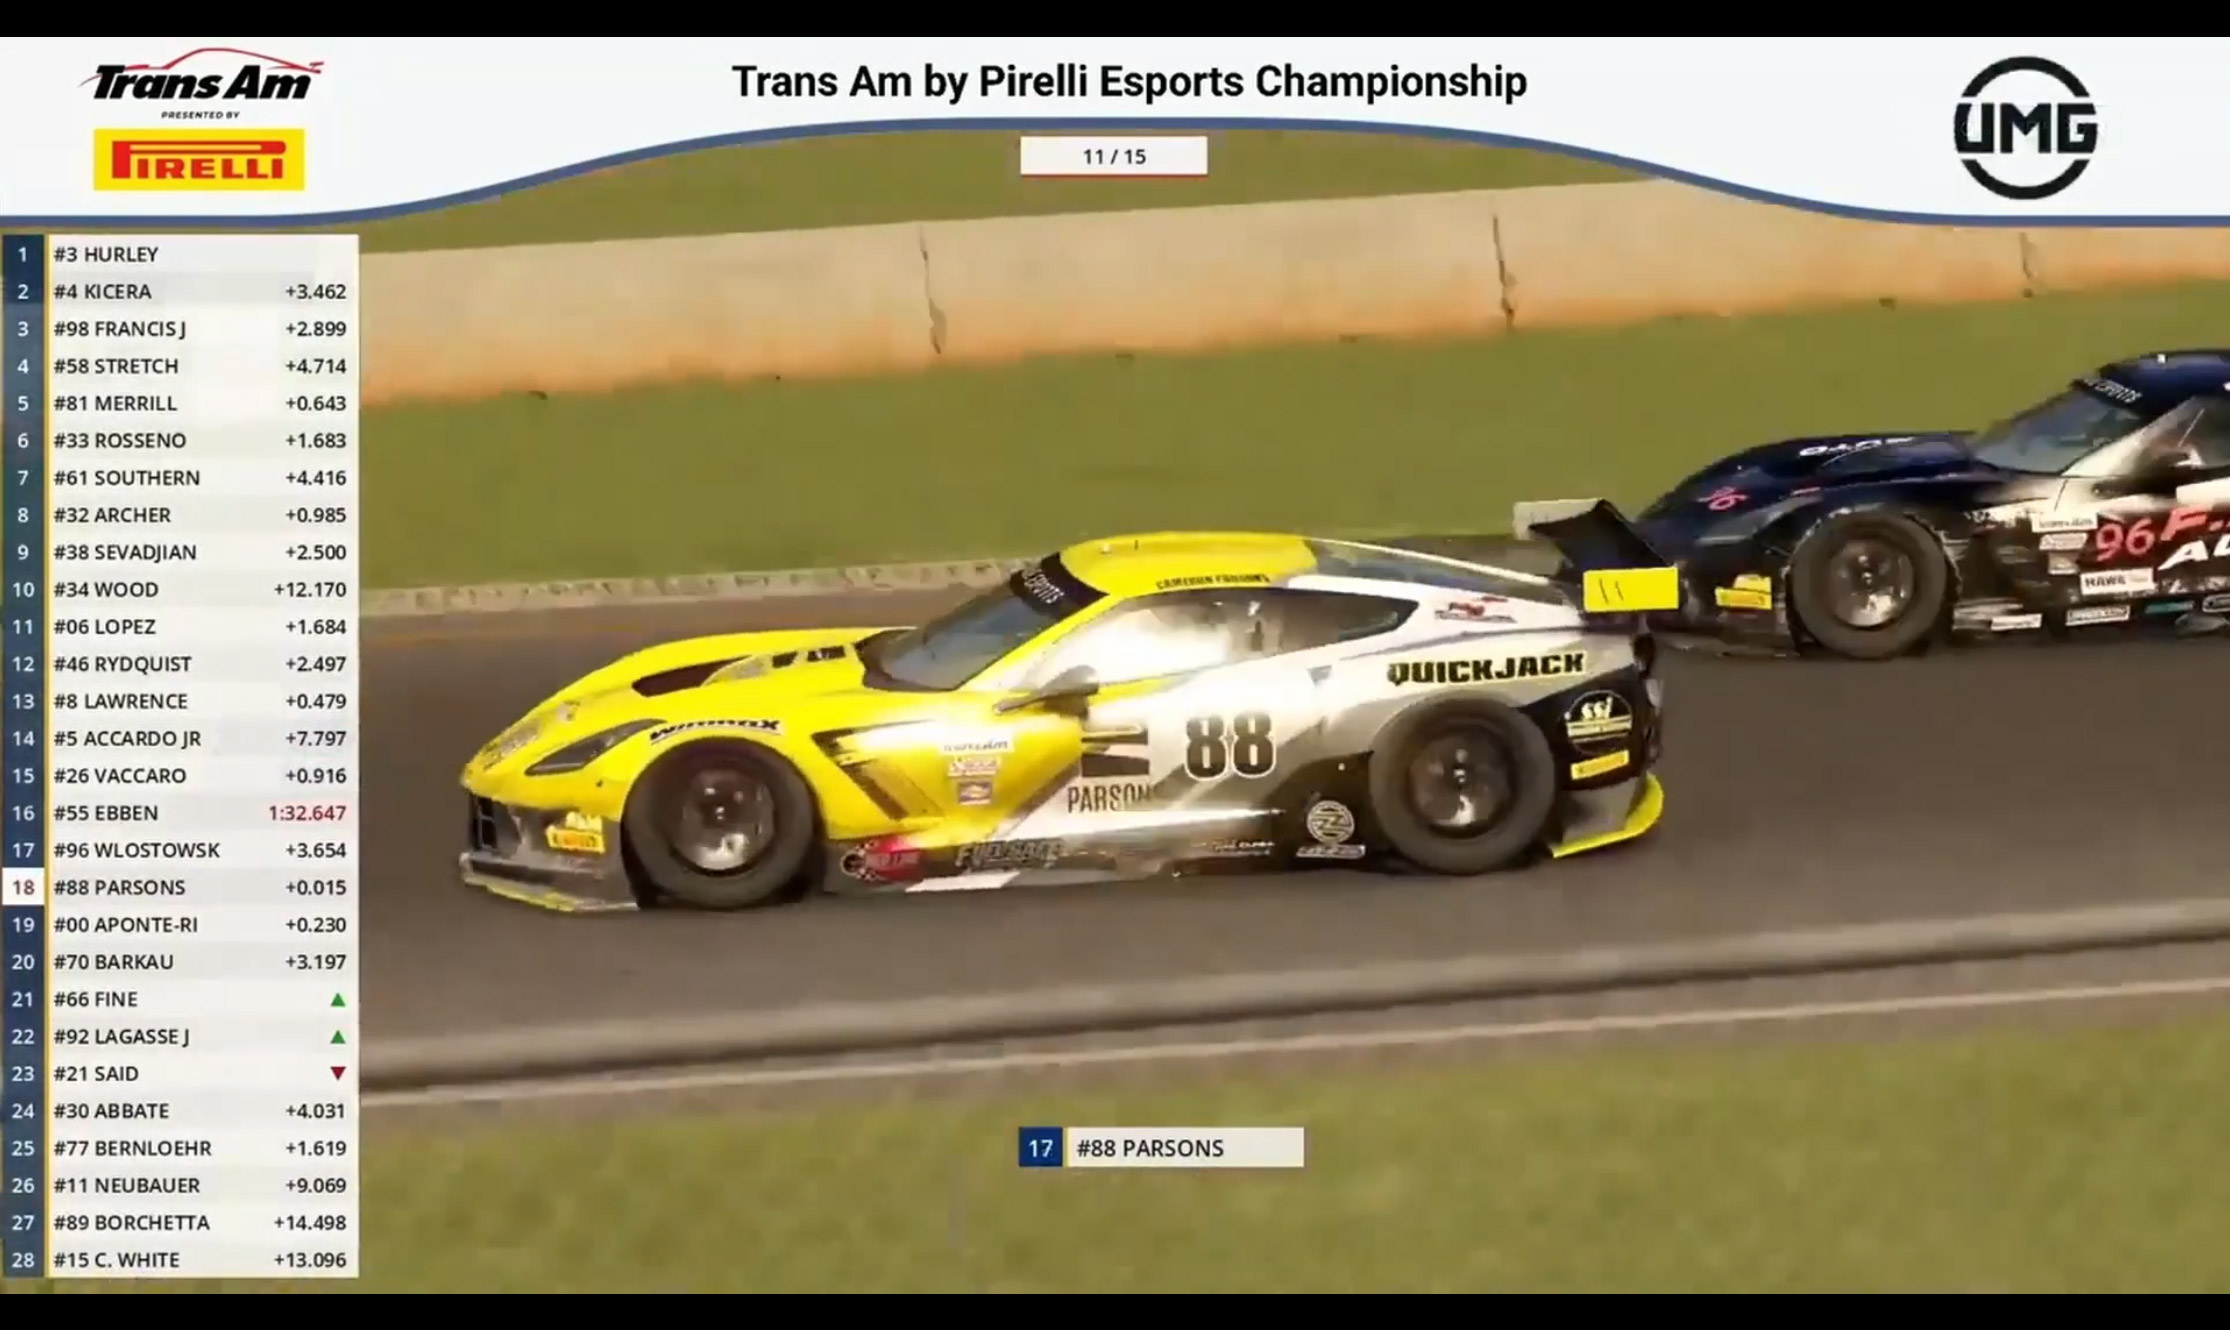 Trans Am
PRESENTED BY
PIRELLI
Trans Am by Pirelli Esports Championship
11 / 15
UMG
1 #3 HURLEY
2 #4 KICERA +3.462
3 #98 FRANCIS J +2.899
4 #58 STRETCH +4.714
5 #81 MERRILL +0.643
6 #33 ROSSENO +1.683
7 #61 SOUTHERN +4.416
8 #32 ARCHER +0.985
9 #38 SEVADJIAN +2.500
10 #34 WOOD +12.170
11 #06 LOPEZ +1.684
12 #46 RYDQUIST +2.497
13 #8 LAWRENCE +0.479
14 #5 ACCARDO JR +7.797
15 #26 VACCARO +0.916
16 #55 EBBEN 1:32.647
17 #96 WLOSTOWSK +3.654
18 #88 PARSONS +0.015
19 #00 APONTE-RI +0.230
20 #70 BARKAU +3.197
21 #66 FINE
22 #92 LAGASSE J
23 #21 SAID
24 #30 ABBATE +4.031
25 #77 BERNLOEHR +1.619
26 #11 NEUBAUER +9.069
27 #89 BORCHETTA +14.498
28 #15 C. WHITE +13.096
96
96
HAWK
QUICKJACK
88
PARSONS
17 #88 PARSONS